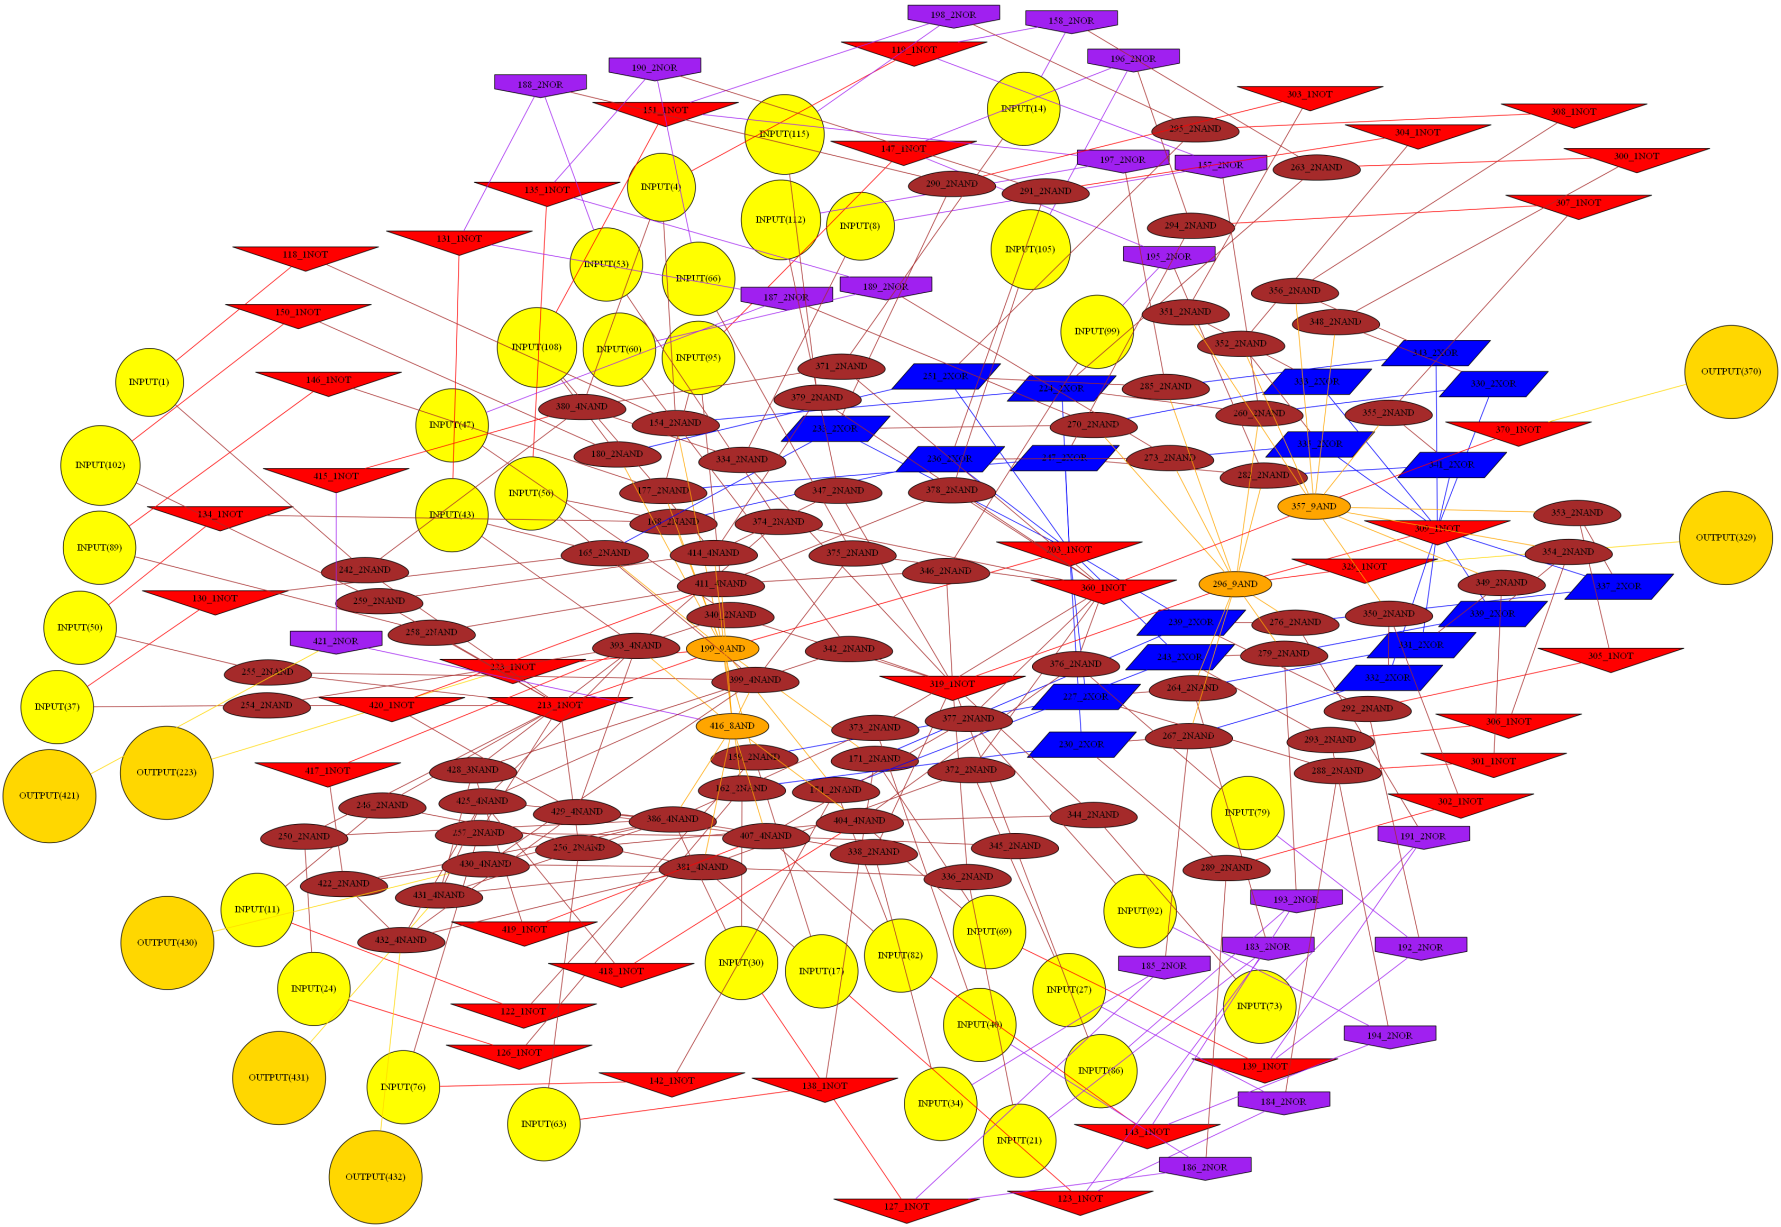 198_2NOR
158_2NOR
119_1NOT
196_2NOR
190_2NOR
188_2NOR
303_1NOT
151_1NOT
INPUT(14)
308_1NOT
INPUT(115)
295_2NAND
304_1NOT
147_1NOT
197_2NOR
157_2NOR
300_1NOT
263_2NAND
290_2NAND
INPUT(4)
135_1NOT
291_2NAND
307_1NOT
INPUT(112)
INPUT(8)
294_2NAND
131_1NOT
INPUT(105)
118_1NOT
195_2NOR
INPUT(53)
INPUT(66)
187_2NOR
189_2NOR
356_2NAND
150_1NOT
351_2NAND
348_2NAND
INPUT(99)
352_2NAND
INPUT(108)
INPUT(60)
INPUT(95)
371_2NAND
OUTPUT(370)
INPUT(1)
146_1NOT
285_2NAND
379_2NAND
380_4NAND
260_2NAND
355_2NAND
INPUT(47)
154_2NAND
270_2NAND
370_1NOT
180_2NAND
334_2NAND
273_2NAND
INPUT(102)
415_1NOT
282_2NAND
INPUT(56)
177_2NAND
347_2NAND
378_2NAND
357_9AND
134_1NOT
INPUT(43)
374_2NAND
353_2NAND
309_1NOT
OUTPUT(329)
INPUT(89)
165_2NAND
414_4NAND
375_2NAND
203_1NOT
354_2NAND
242_2NAND
346_2NAND
411_4NAND
296_9AND
349_2NAND
360_1NOT
130_1NOT
259_2NAND
340_2NAND
350_2NAND
INPUT(50)
258_2NAND
421_2NOR
276_2NAND
393_4NAND
199_9AND
342_2NAND
279_2NAND
305_1NOT
223_1NOT
255_2NAND
399_4NAND
319_1NOT
376_2NAND
264_2NAND
INPUT(37)
254_2NAND
420_1NOT
213_1NOT
292_2NAND
377_2NAND
416_8AND
373_2NAND
306_1NOT
267_2NAND
293_2NAND
OUTPUT(223)
417_1NOT
428_3NAND
159_2NAND
171_2NAND
372_2NAND
288_2NAND
301_1NOT
OUTPUT(421)
162_2NAND
246_2NAND
425_4NAND
429_4NAND
302_1NOT
INPUT(79)
386_4NAND
404_4NAND
344_2NAND
250_2NAND
257_2NAND
407_4NAND
191_2NOR
256_2NAND
338_2NAND
345_2NAND
430_4NAND
381_4NAND
289_2NAND
422_2NAND
431_4NAND
336_2NAND
193_2NOR
INPUT(11)
INPUT(92)
419_1NOT
INPUT(69)
432_4NAND
OUTPUT(430)
183_2NOR
192_2NOR
INPUT(30)
INPUT(17)
INPUT(82)
185_2NOR
418_1NOT
INPUT(24)
INPUT(27)
INPUT(73)
122_1NOT
INPUT(40)
194_2NOR
126_1NOT
139_1NOT
OUTPUT(431)
INPUT(76)
142_1NOT
138_1NOT
INPUT(86)
184_2NOR
INPUT(34)
INPUT(63)
143_1NOT
INPUT(21)
186_2NOR
OUTPUT(432)
123_1NOT
127_1NOT